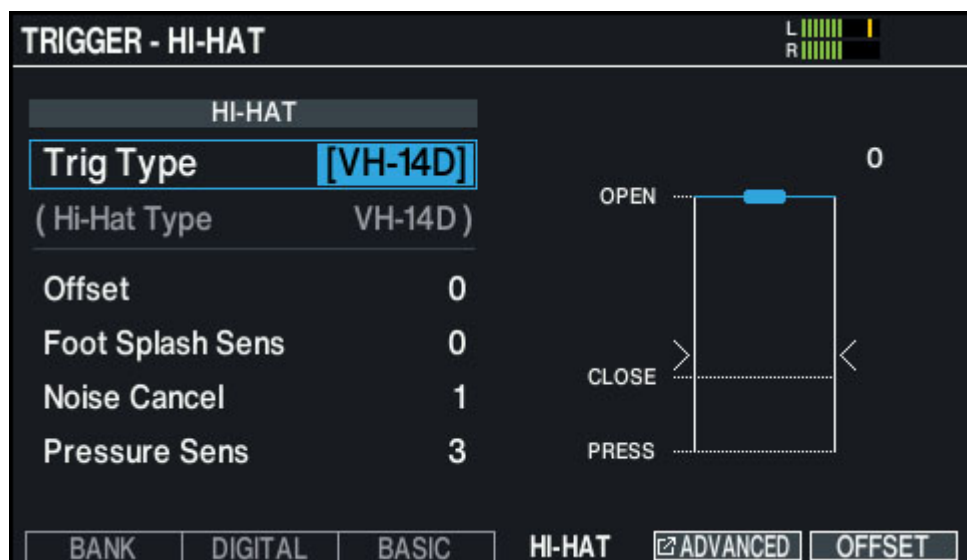 TRIGGER - HI-HAT
L
R
HI-HAT
Trig Type [VH-14D]
( Hi-Hat Type VH-14D )
Offset 0
Foot Splash Sens 0
Noise Cancel 1
Pressure Sens 3
0
OPEN
CLOSE
PRESS
BANK DIGITAL BASIC HI-HAT ADVANCED OFFSET